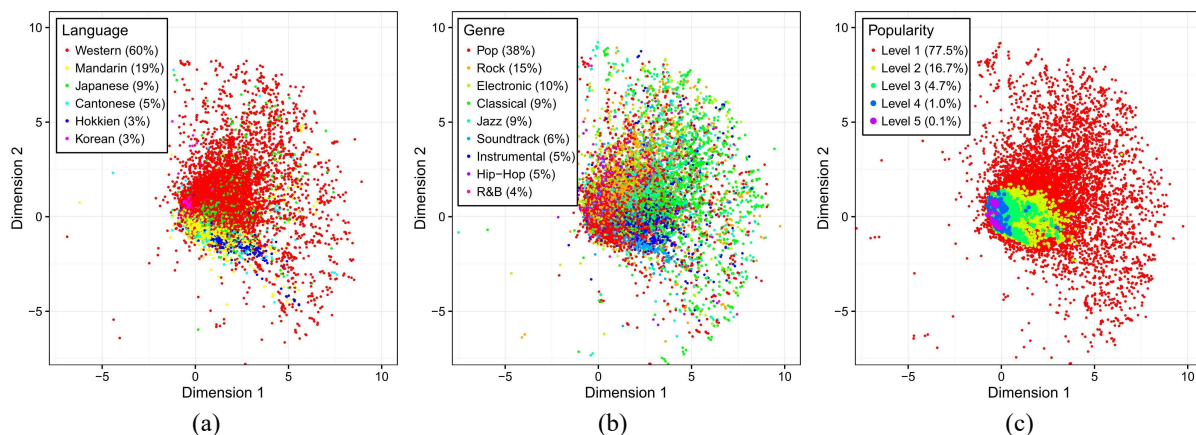 10
5
0
−5
−5
0
5
10
Dimension 1
Dimension 2
Language
Western (60%)
Mandarin (19%)
Japanese (9%)
Cantonese (5%)
Hokkien (3%)
Korean (3%)
(a)
10
5
0
−5
−5
0
5
10
Dimension 1
Dimension 2
Genre
Pop (38%)
Rock (15%)
Electronic (10%)
Classical (9%)
Jazz (9%)
Soundtrack (6%)
Instrumental (5%)
Hip−Hop (5%)
R&B (4%)
(b)
10
5
0
−5
−5
0
5
10
Dimension 1
Dimension 2
Popularity
Level 1 (77.5%)
Level 2 (16.7%)
Level 3 (4.7%)
Level 4 (1.0%)
Level 5 (0.1%)
(c)